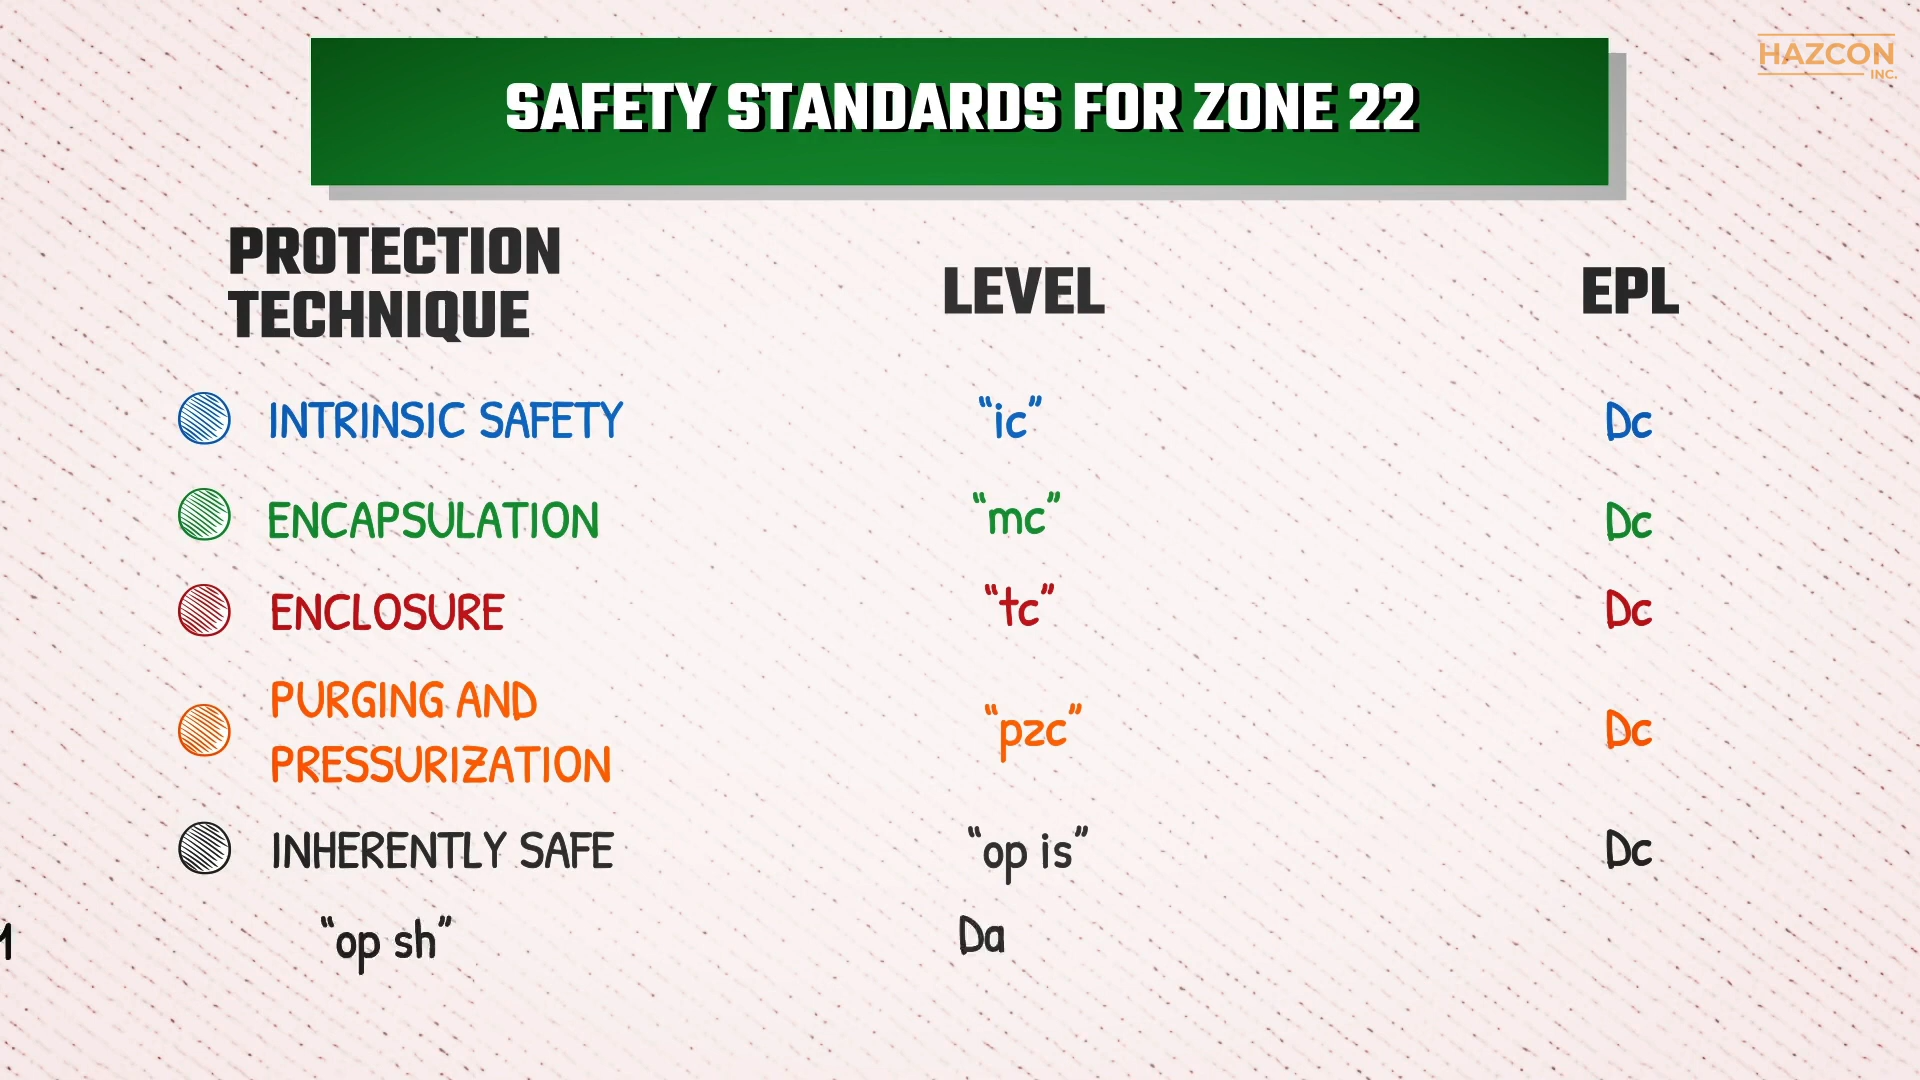 HAZCON
INC.
SAFETY STANDARDS FOR ZONE 22
PROTECTION
TECHNIQUE
LEVEL
EPL
INTRINSIC SAFETY
“ic”
Dc
ENCAPSULATION
“mc”
Dc
ENCLOSURE
“tc”
Dc
PURGING AND
PRESSURIZATION
“pzc”
Dc
INHERENTLY SAFE
“op is”
Dc
“op sh”
Da